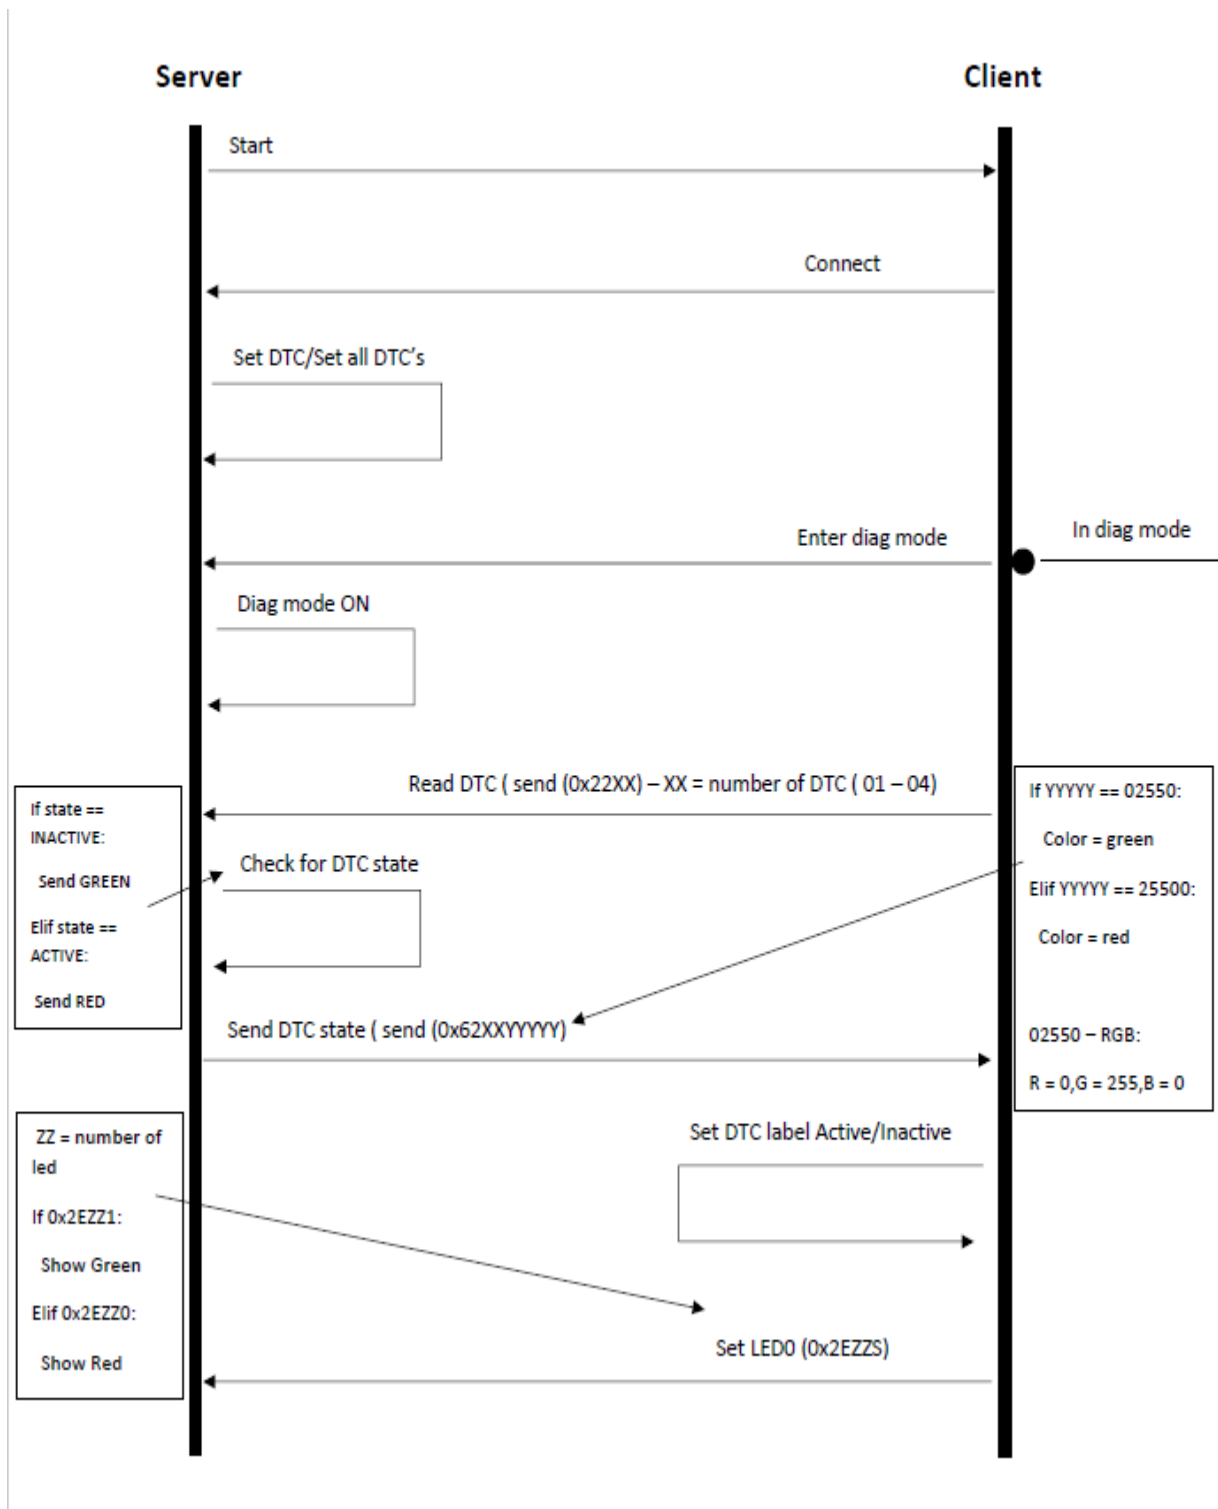 Server
Client
Start
Connect
Set DTC/Set all DTC's
Enter diag mode
In diag mode
Diag mode ON
Read DTC ( send (0x22XX) – XX = number of DTC ( 01 – 04)
If state ==
INACTIVE:
Send GREEN
Elif state ==
ACTIVE:
Send RED
Check for DTC state
If YYYYY == 02550:
Color = green
Elif YYYYY == 25500:
Color = red
02550 – RGB:
R = 0,G = 255,B = 0
Send DTC state ( send (0x62XXYYYYY)
Set DTC label Active/Inactive
ZZ = number of
led
If 0x2EZZ1:
Show Green
Elif 0x2EZZ0:
Show Red
Set LED0 (0x2EZZS)